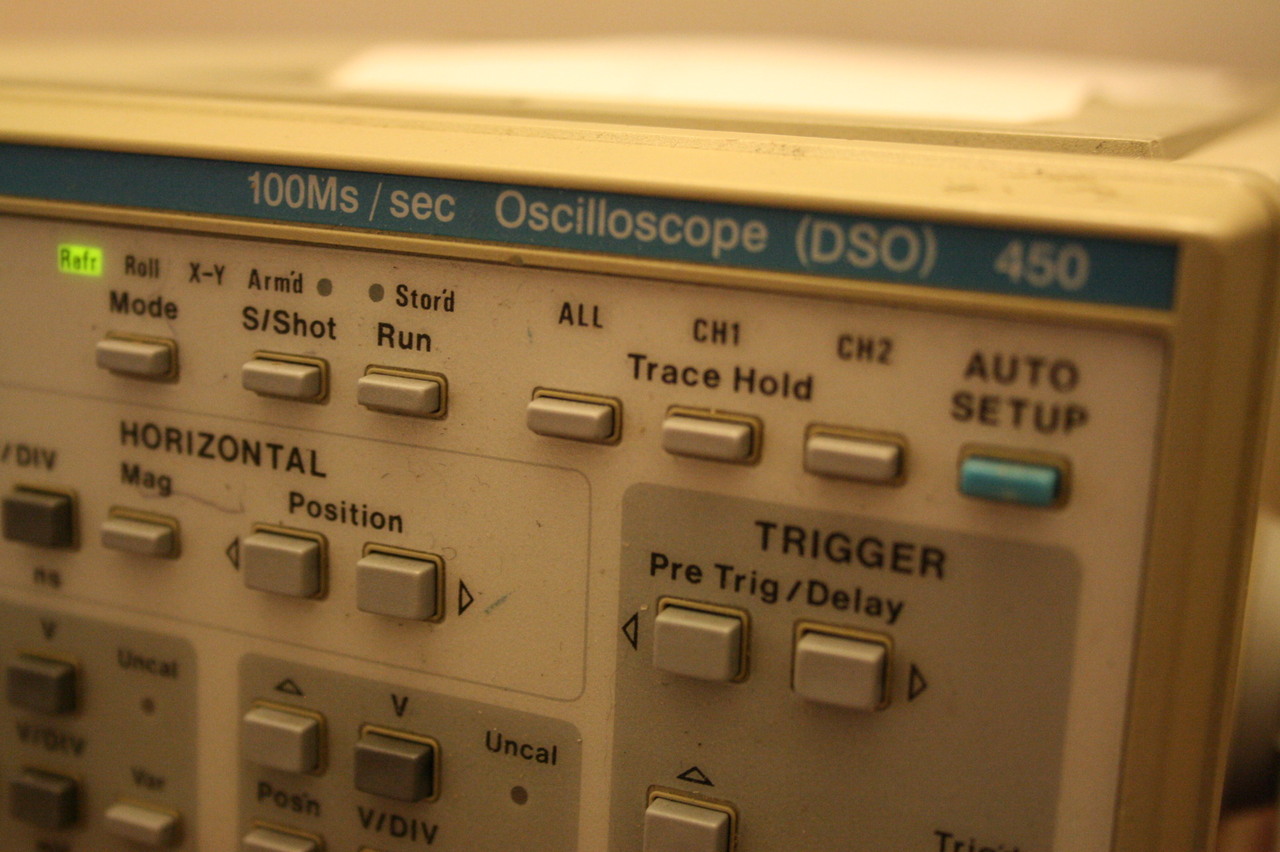 100Ms / sec Oscilloscope (DSO) 450
Refr Roll X-Y Arm'd Stor'd
Mode S/Shot Run
ALL CH1 CH2
Trace Hold
AUTO
SETUP
/DIV
HORIZONTAL
Mag Position
ns
TRIGGER
Pre Trig/Delay
V Uncal
V/DIV
Var
V Uncal
Pos'n V/DIV